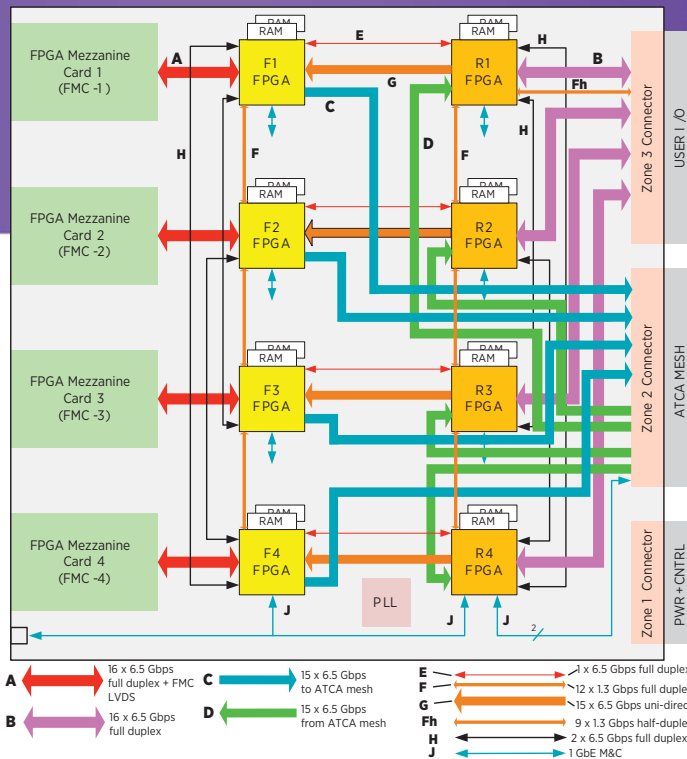 FPGA Mezzanine
Card 1
(FMC -1)
FPGA Mezzanine
Card 2
(FMC -2)
FPGA Mezzanine
Card 3
(FMC -3)
FPGA Mezzanine
Card 4
(FMC -4)
A
H
F
C
E
G
D
F
H
H
B
Fh
RAM
RAM
F1
FPGA
RAM
RAM
R1
FPGA
RAM
RAM
F2
FPGA
RAM
RAM
R2
FPGA
RAM
RAM
F3
FPGA
RAM
RAM
R3
FPGA
RAM
RAM
F4
FPGA
RAM
RAM
R4
FPGA
PLL
J
J
J
2
Zone 3 Connector
USER I /O
Zone 2 Connector
ATCA MESH
Zone 1 Connector
PWR +CNTRL
A
16 x 6.5 Gbps
full duplex + FMC
LVDS
B
16 x 6.5 Gbps
full duplex
C
15 x 6.5 Gbps
to ATCA mesh
D
15 x 6.5 Gbps
from ATCA mesh
E
1 x 6.5 Gbps full duplex
F
12 x 1.3 Gbps full duplex
G
15 x 6.5 Gbps uni-direc
Fh
9 x 1.3 Gbps half-duple
H
2 x 6.5 Gbps full duplex
J
1 GbE M&C